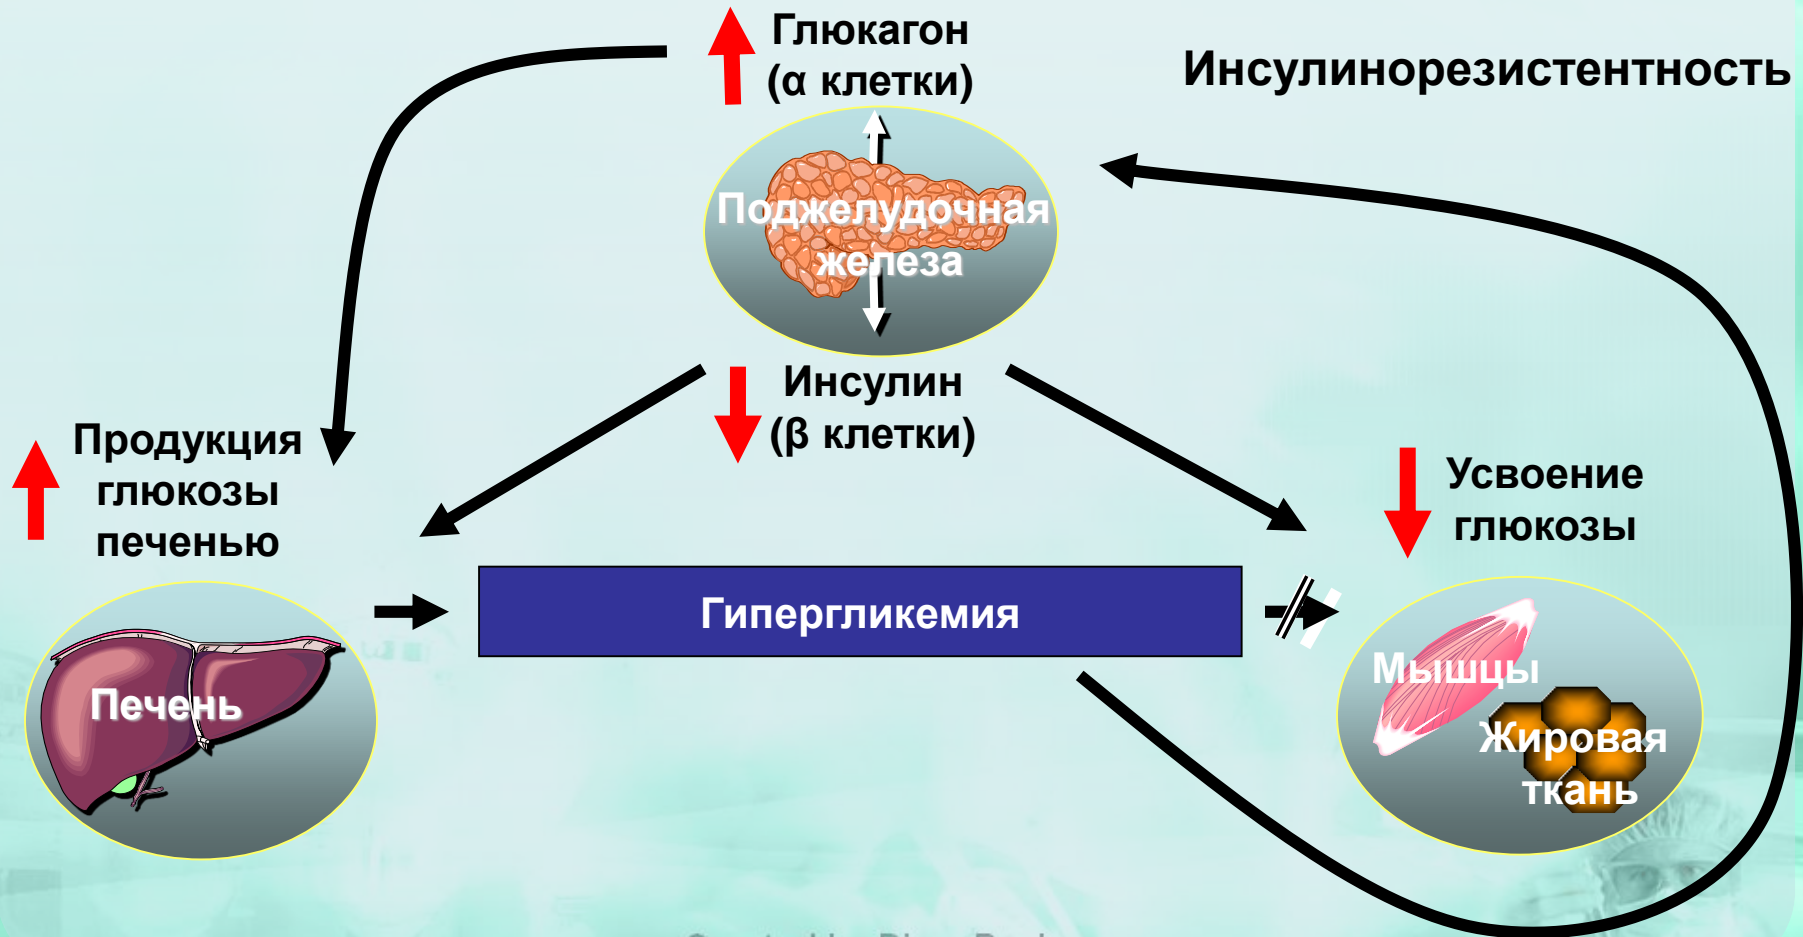 Глюкагон
(α клетки)
Инсулинорезистентность
Поджелудочная
железа
Инсулин
(β клетки)
Продукция
глюкозы
печенью
Усвоение
глюкозы
Гипергликемия
Печень
Мышцы
Жировая
ткань